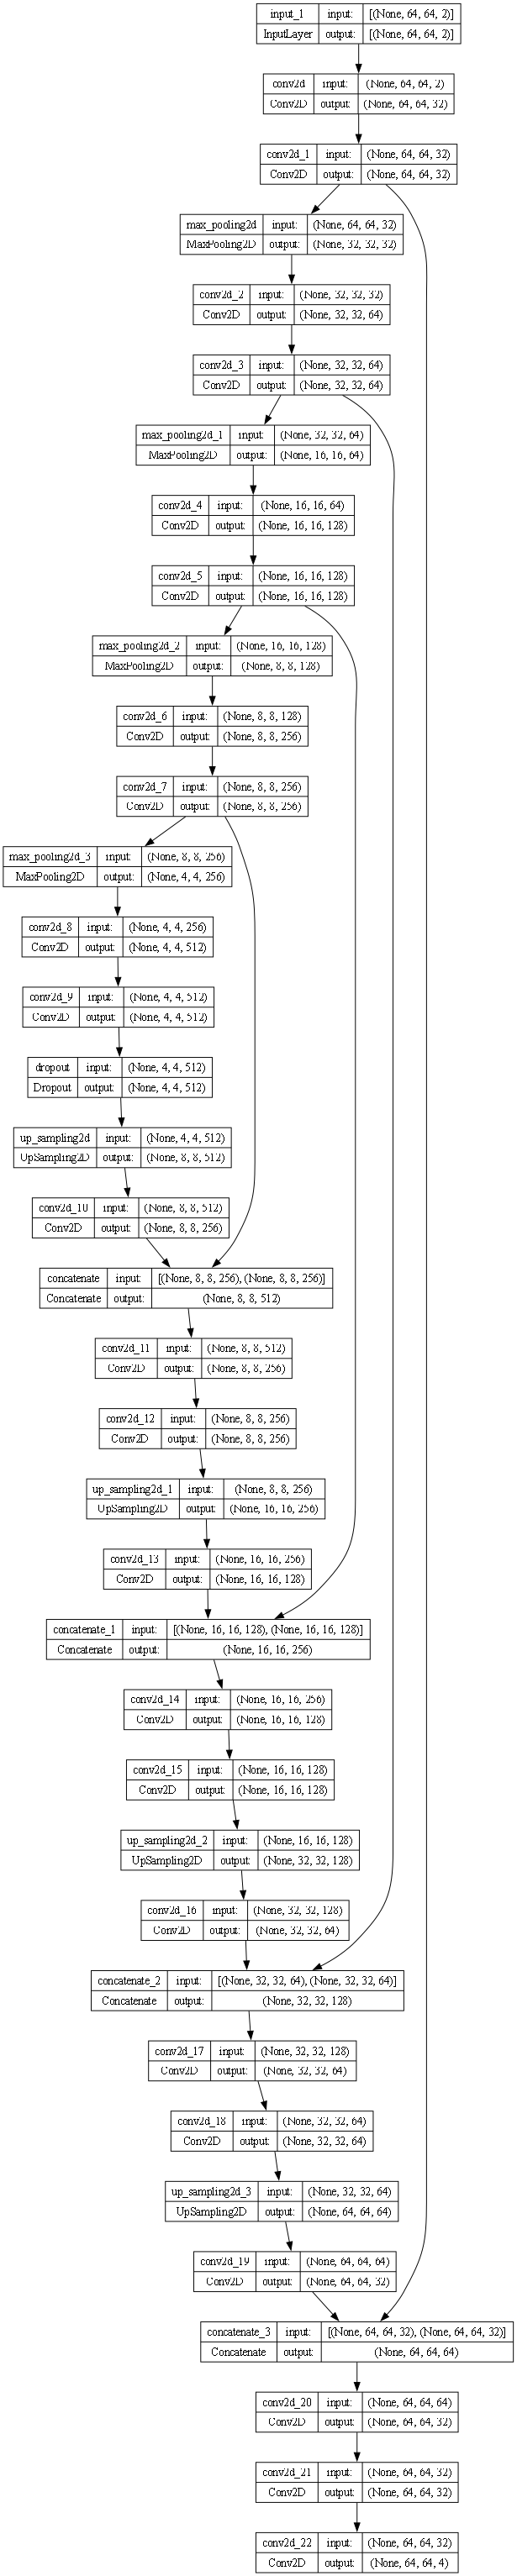 input_1 input: [(None, 64, 64, 2)]
InputLayer output: [(None, 64, 64, 2)]
conv2d input: (None, 64, 64, 2)
Conv2D output: (None, 64, 64, 32)
conv2d_1 input: (None, 64, 64, 32)
Conv2D output: (None, 64, 64, 32)
max_pooling2d input: (None, 64, 64, 32)
MaxPooling2D output: (None, 32, 32, 32)
conv2d_2 input: (None, 32, 32, 32)
Conv2D output: (None, 32, 32, 64)
conv2d_3 input: (None, 32, 32, 64)
Conv2D output: (None, 32, 32, 64)
max_pooling2d_1 input: (None, 32, 32, 64)
MaxPooling2D output: (None, 16, 16, 64)
conv2d_4 input: (None, 16, 16, 64)
Conv2D output: (None, 16, 16, 128)
conv2d_5 input: (None, 16, 16, 128)
Conv2D output: (None, 16, 16, 128)
max_pooling2d_2 input: (None, 16, 16, 128)
MaxPooling2D output: (None, 8, 8, 128)
conv2d_6 input: (None, 8, 8, 128)
Conv2D output: (None, 8, 8, 256)
conv2d_7 input: (None, 8, 8, 256)
Conv2D output: (None, 8, 8, 256)
max_pooling2d_3 input: (None, 8, 8, 256)
MaxPooling2D output: (None, 4, 4, 256)
conv2d_8 input: (None, 4, 4, 256)
Conv2D output: (None, 4, 4, 512)
conv2d_9 input: (None, 4, 4, 512)
Conv2D output: (None, 4, 4, 512)
dropout input: (None, 4, 4, 512)
Dropout output: (None, 4, 4, 512)
up_sampling2d input: (None, 4, 4, 512)
UpSampling2D output: (None, 8, 8, 512)
conv2d_10 input: (None, 8, 8, 512)
Conv2D output: (None, 8, 8, 256)
concatenate input: [(None, 8, 8, 256), (None, 8, 8, 256)]
Concatenate output: (None, 8, 8, 512)
conv2d_11 input: (None, 8, 8, 512)
Conv2D output: (None, 8, 8, 256)
conv2d_12 input: (None, 8, 8, 256)
Conv2D output: (None, 8, 8, 256)
up_sampling2d_1 input: (None, 8, 8, 256)
UpSampling2D output: (None, 16, 16, 256)
conv2d_13 input: (None, 16, 16, 256)
Conv2D output: (None, 16, 16, 128)
concatenate_1 input: [(None, 16, 16, 128), (None, 16, 16, 128)]
Concatenate output: (None, 16, 16, 256)
conv2d_14 input: (None, 16, 16, 256)
Conv2D output: (None, 16, 16, 128)
conv2d_15 input: (None, 16, 16, 128)
Conv2D output: (None, 16, 16, 128)
up_sampling2d_2 input: (None, 16, 16, 128)
UpSampling2D output: (None, 32, 32, 128)
conv2d_16 input: (None, 32, 32, 128)
Conv2D output: (None, 32, 32, 64)
concatenate_2 input: [(None, 32, 32, 64), (None, 32, 32, 64)]
Concatenate output: (None, 32, 32, 128)
conv2d_17 input: (None, 32, 32, 128)
Conv2D output: (None, 32, 32, 64)
conv2d_18 input: (None, 32, 32, 64)
Conv2D output: (None, 32, 32, 64)
up_sampling2d_3 input: (None, 32, 32, 64)
UpSampling2D output: (None, 64, 64, 64)
conv2d_19 input: (None, 64, 64, 64)
Conv2D output: (None, 64, 64, 32)
concatenate_3 input: [(None, 64, 64, 32), (None, 64, 64, 32)]
Concatenate output: (None, 64, 64, 64)
conv2d_20 input: (None, 64, 64, 64)
Conv2D output: (None, 64, 64, 32)
conv2d_21 input: (None, 64, 64, 32)
Conv2D output: (None, 64, 64, 32)
conv2d_22 input: (None, 64, 64, 32)
Conv2D output: (None, 64, 64, 4)